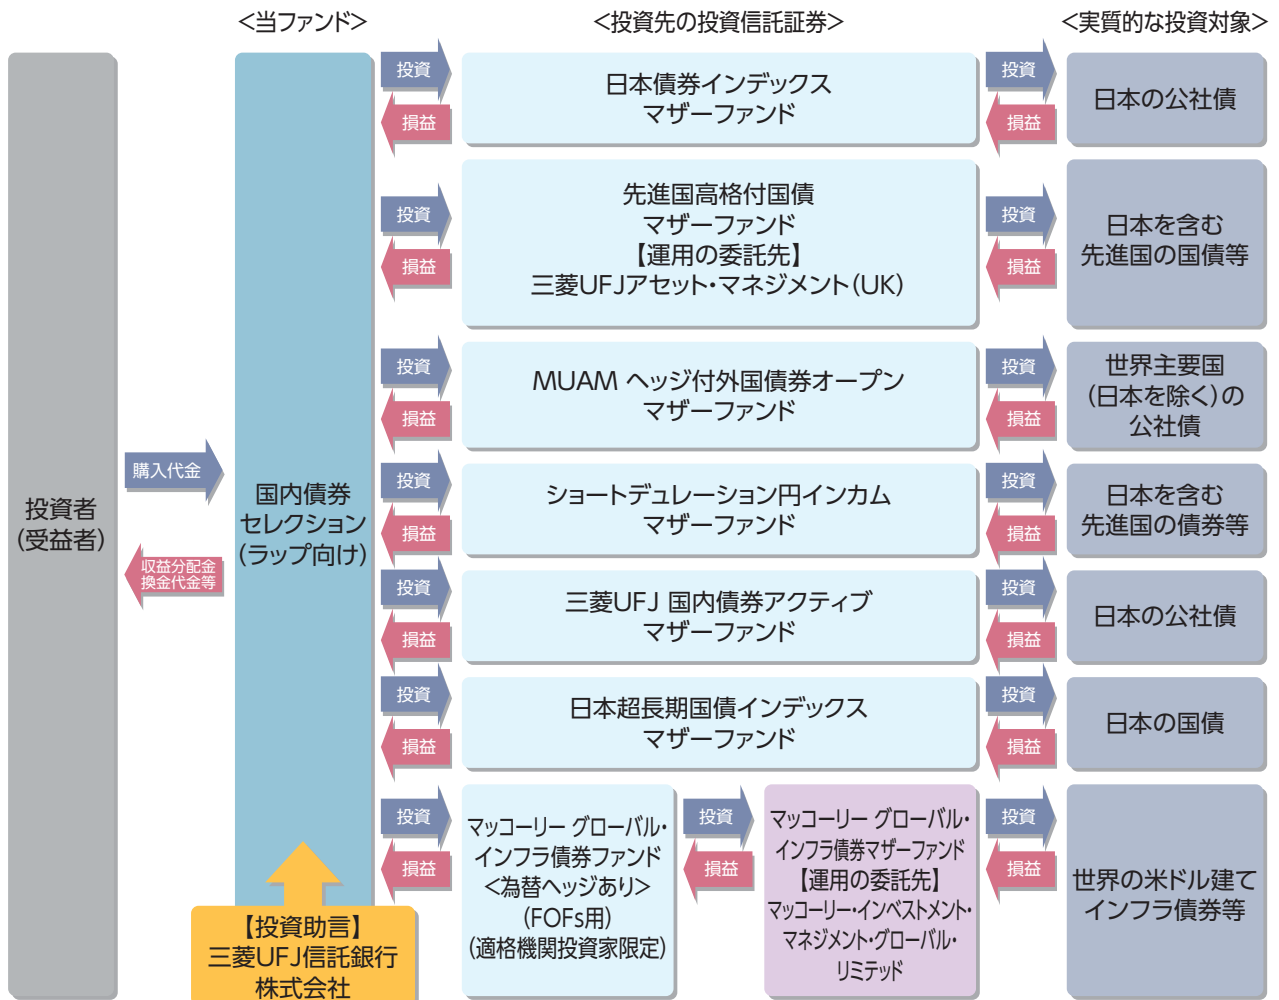 <当ファンド>
<投資先の投資信託証券>
<実質的な投資対象>
投資者
(受益者)
購入代金
収益分配金
換金代金等
国内債券
セレクション
(ラップ向け)
【投資助言】
三菱UFJ信託銀行
株式会社
投資
損益
日本債券インデックス
マザーファンド
投資
損益
日本の公社債
投資
損益
先進国高格付国債
マザーファンド
【運用の委託先】
三菱UFJアセット・マネジメント(UK)
投資
損益
日本を含む
先進国の国債等
投資
損益
MUAM ヘッジ付外国債券オープン
マザーファンド
投資
損益
世界主要国
(日本を除く)の
公社債
投資
損益
ショートデュレーション円インカム
マザーファンド
投資
損益
日本を含む
先進国の債券等
投資
損益
三菱UFJ 国内債券アクティブ
マザーファンド
投資
損益
日本の公社債
投資
損益
日本超長期国債インデックス
マザーファンド
投資
損益
日本の国債
投資
損益
マッコーリー グローバル・
インフラ債券ファンド
<為替ヘッジあり>
(FOFs用)
(適格機関投資家限定)
投資
損益
マッコーリー グローバル・
インフラ債券マザーファンド
【運用の委託先】
マッコーリー・インベストメント・
マネジメント・グローバル・
リミテッド
投資
損益
世界の米ドル建て
インフラ債券等